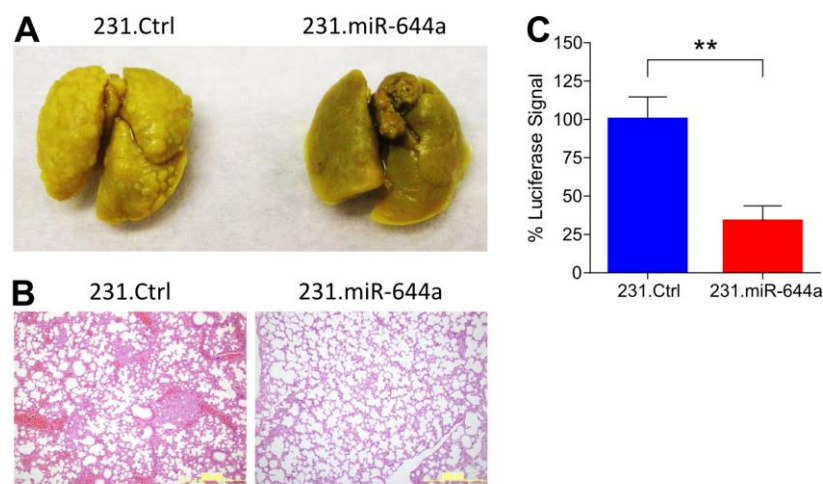 A
231.Ctrl
231.miR-644a
B
231.Ctrl
231.miR-644a
C
% Luciferase Signal
150
125
100
75
50
25
0
**
231.Ctrl
231.miR-644a